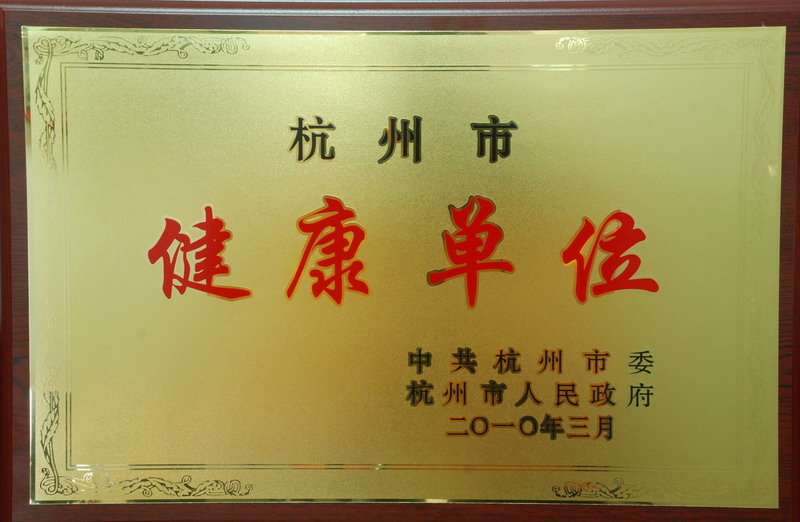 杭州市
健康单位
中共杭州市委
杭州市人民政府
二〇一〇年三月